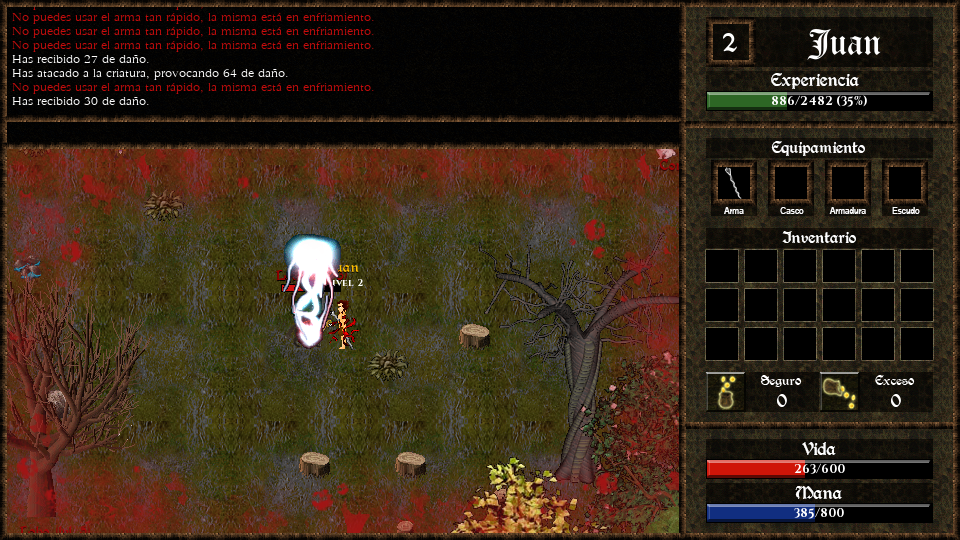 No puedes usar el arma tan rápido, la misma está en enfriamiento.
No puedes usar el arma tan rápido, la misma está en enfriamiento.
No puedes usar el arma tan rápido, la misma está en enfriamiento.
Has recibido 27 de daño.
Has atacado a la criatura, provocando 64 de daño.
No puedes usar el arma tan rápido, la misma está en enfriamiento.
Has recibido 30 de daño.
2
Juan
Experiencia
886/2482 (35%)
Equipamiento
Arma
Casco
Armadura
Escudo
Inventario
Seguro
0
Exceso
0
Vida
263/600
Mana
385/800
uan
VEL 2